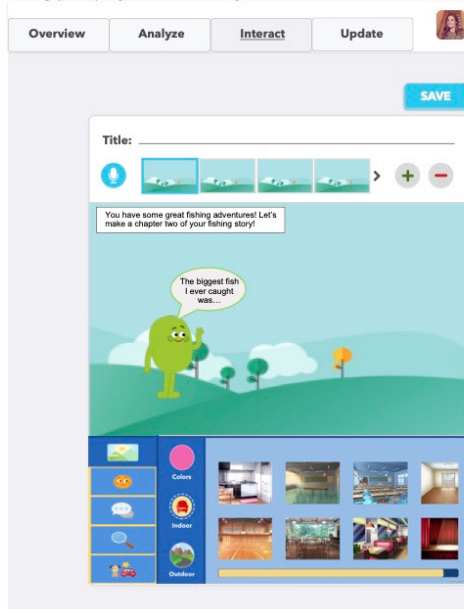 Overview Analyze Interact Update
SAVE
Title:
You have some great fishing adventures! Let's
make a chapter two of your fishing story!
The biggest fish
I ever caught
was...
Colors
Indoor
Outdoor